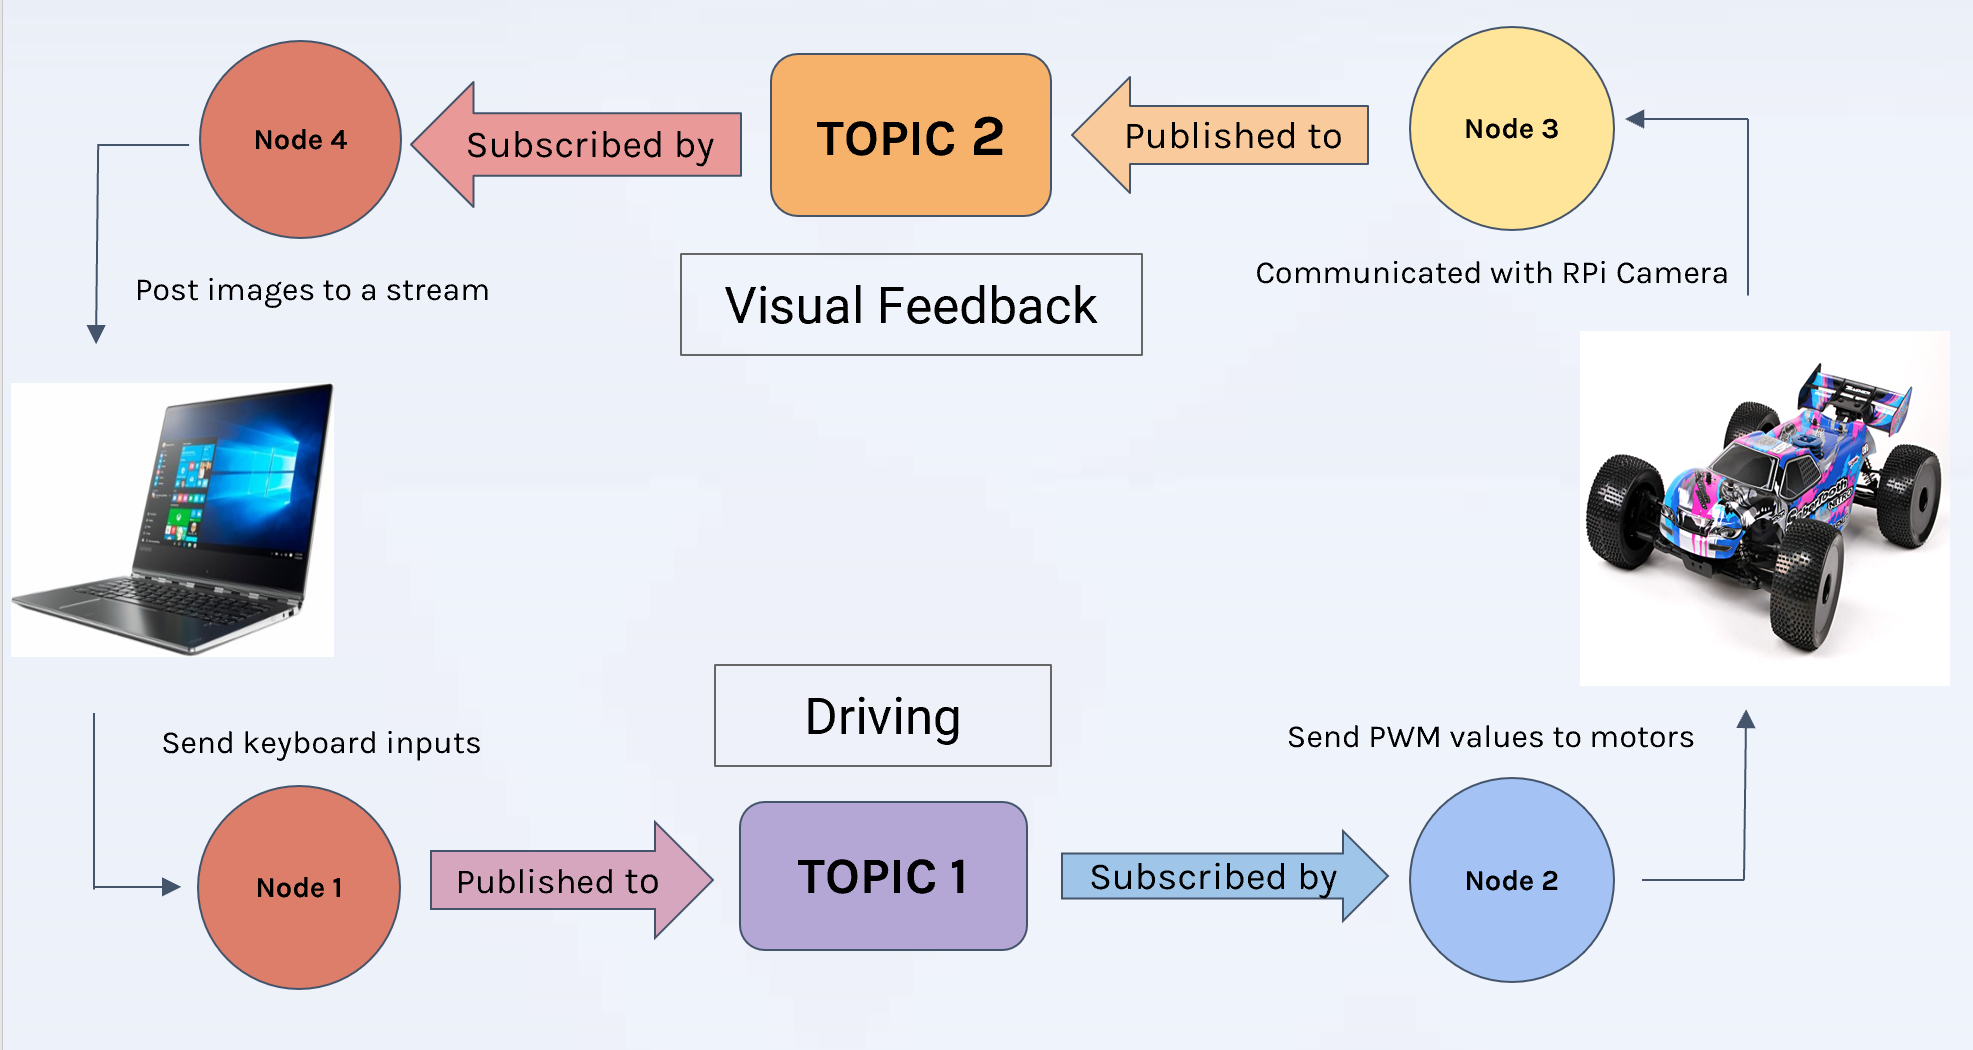 Node 4
Subscribed by
TOPIC 2
Published to
Node 3
Post images to a stream
Visual Feedback
Communicated with RPi Camera
Send keyboard inputs
Driving
Send PWM values to motors
Node 1
Published to
TOPIC 1
Subscribed by
Node 2